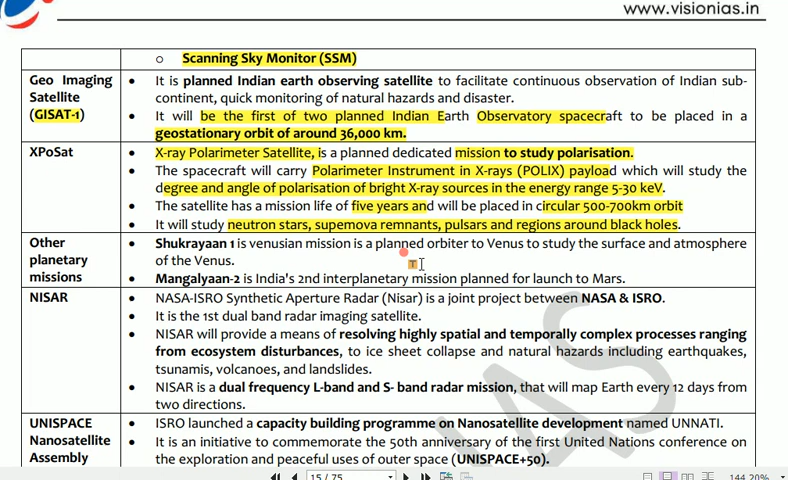 www.visionias.in
o Scanning Sky Monitor (SSM)
Geo Imaging Satellite (GISAT-1)
• It is planned Indian earth observing satellite to facilitate continuous observation of Indian sub-
continent, quick monitoring of natural hazards and disaster.
• It will be the first of two planned Indian Earth Observatory spacecraft to be placed in a
geostationary orbit of around 36,000 km.
XPoSat
• X-ray Polarimeter Satellite, is a planned dedicated mission to study polarisation.
• The spacecraft will carry Polarimeter Instrument in X-rays (POLIX) payload which will study the
degree and angle of polarisation of bright X-ray sources in the energy range 5-30 keV.
• The satellite has a mission life of five years and will be placed in circular 500-700km orbit
• It will study neutron stars, supernova remnants, pulsars and regions around black holes.
Other planetary missions
• Shukrayaan 1 is venusian mission is a planned orbiter to Venus to study the surface and atmosphere
of the Venus.
• Mangalyaan-2 is India's 2nd interplanetary mission planned for launch to Mars.
NISAR
• NASA-ISRO Synthetic Aperture Radar (Nisar) is a joint project between NASA & ISRO.
• It is the 1st dual band radar imaging satellite.
• NISAR will provide a means of resolving highly spatial and temporally complex processes ranging
from ecosystem disturbances, to ice sheet collapse and natural hazards including earthquakes,
tsunamis, volcanoes, and landslides.
• NISAR is a dual frequency L-band and S- band radar mission, that will map Earth every 12 days from
two directions.
UNISPACE Nanosatellite Assembly
• ISRO launched a capacity building programme on Nanosatellite development named UNNATI.
• It is an initiative to commemorate the 50th anniversary of the first United Nations conference on
the exploration and peaceful uses of outer space (UNISPACE+50).
IAS
15 / 75
144.20%